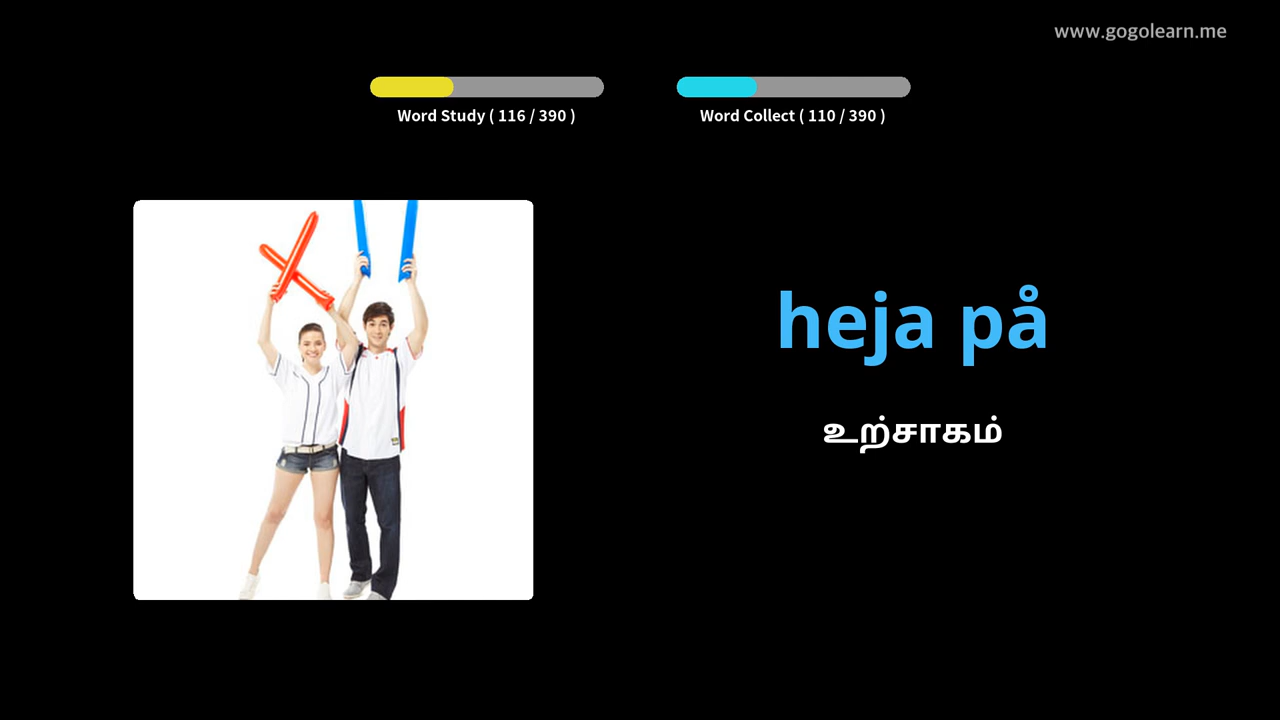 www.gogolearn.me
Word Study ( 116 / 390 )
Word Collect ( 110 / 390 )
heja på
உற்சாகம்